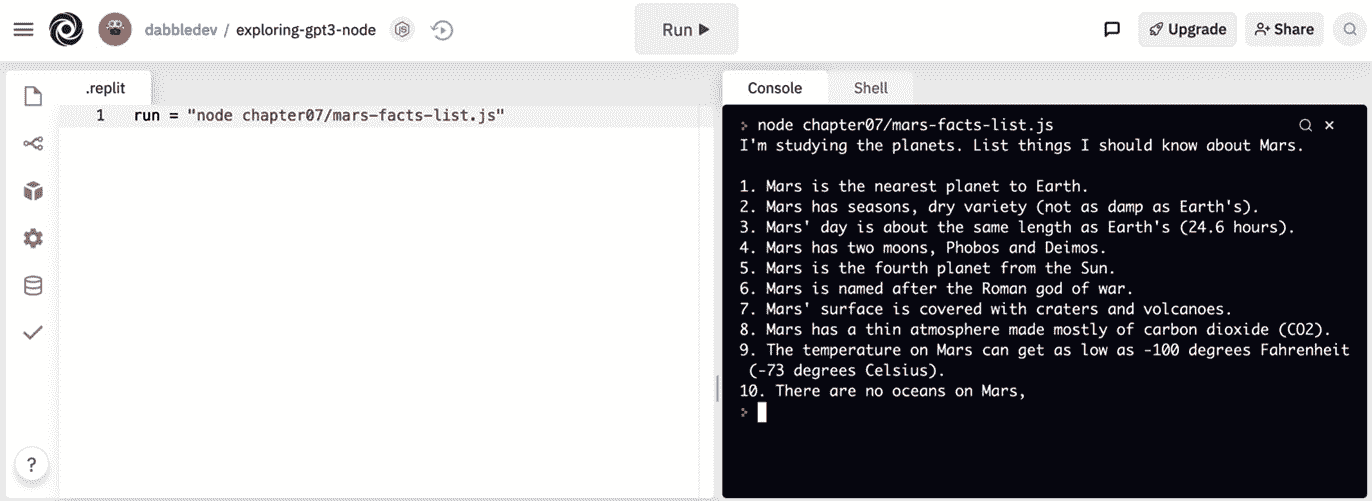 dabbledev / exploring-gpt3-node
Run
Upgrade
Share
.replit
1 run = "node chapter07/mars-facts-list.js"
Console
Shell
node chapter07/mars-facts-list.js
I'm studying the planets. List things I should know about Mars.
1. Mars is the nearest planet to Earth.
2. Mars has seasons, dry variety (not as damp as Earth's).
3. Mars' day is about the same length as Earth's (24.6 hours).
4. Mars has two moons, Phobos and Deimos.
5. Mars is the fourth planet from the Sun.
6. Mars is named after the Roman god of war.
7. Mars' surface is covered with craters and volcanoes.
8. Mars has a thin atmosphere made mostly of carbon dioxide (CO2).
9. The temperature on Mars can get as low as -100 degrees Fahrenheit
(-73 degrees Celsius).
10. There are no oceans on Mars,
?